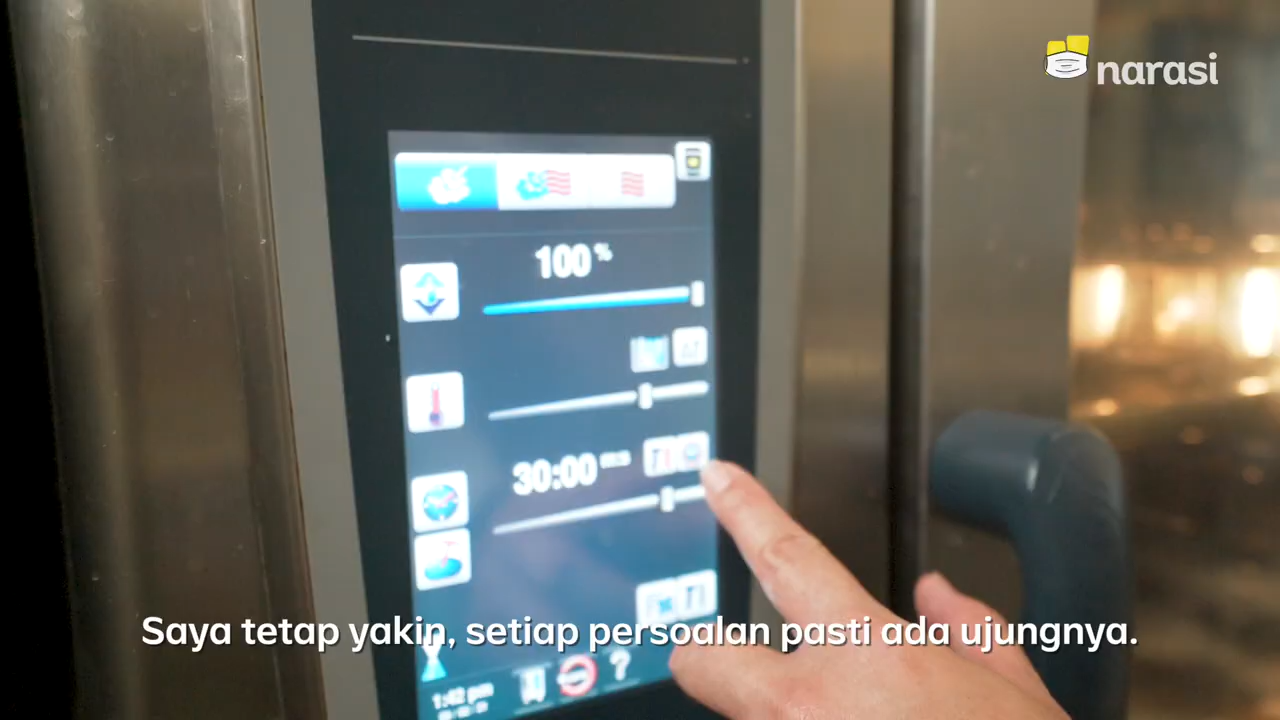 narasi
100 %
30:00
Saya tetap yakin, setiap persoalan pasti ada ujungnya.
1:42 pm
?